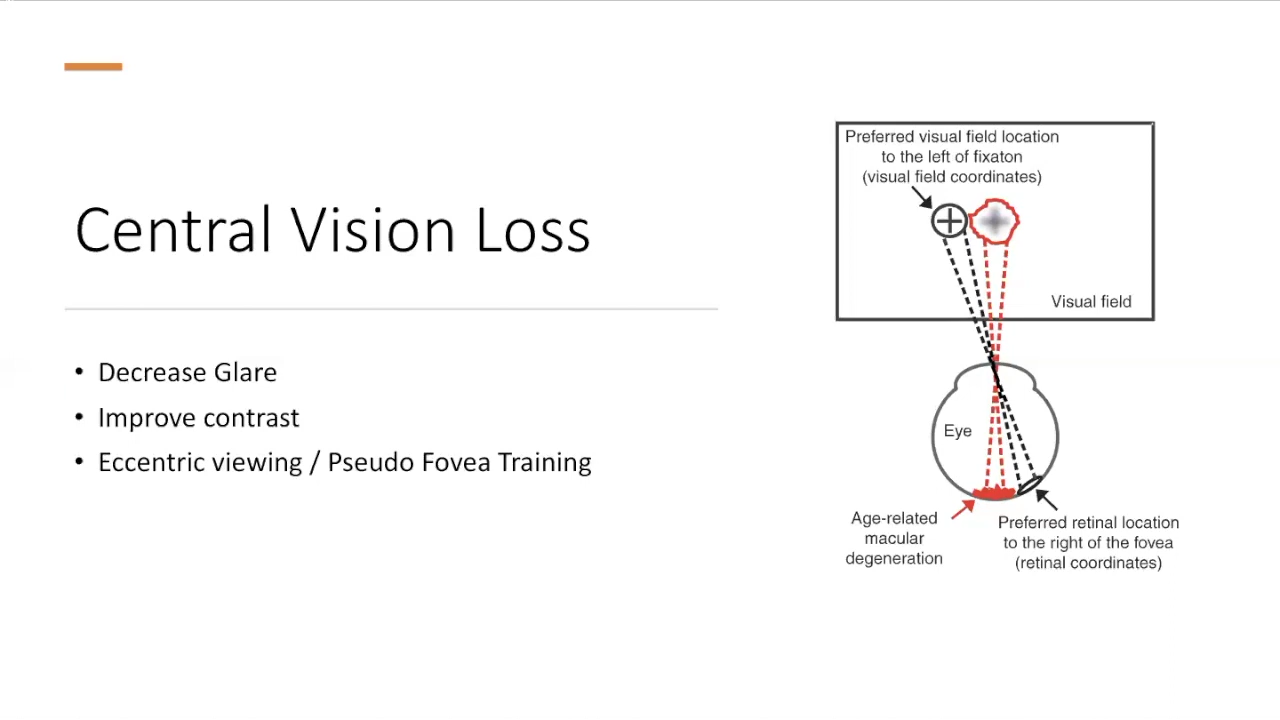 Central Vision Loss
• Decrease Glare
• Improve contrast
• Eccentric viewing / Pseudo Fovea Training
Preferred visual field location
to the left of fixaton
(visual field coordinates)
Visual field
Eye
Age-related
macular
degeneration
Preferred retinal location
to the right of the fovea
(retinal coordinates)